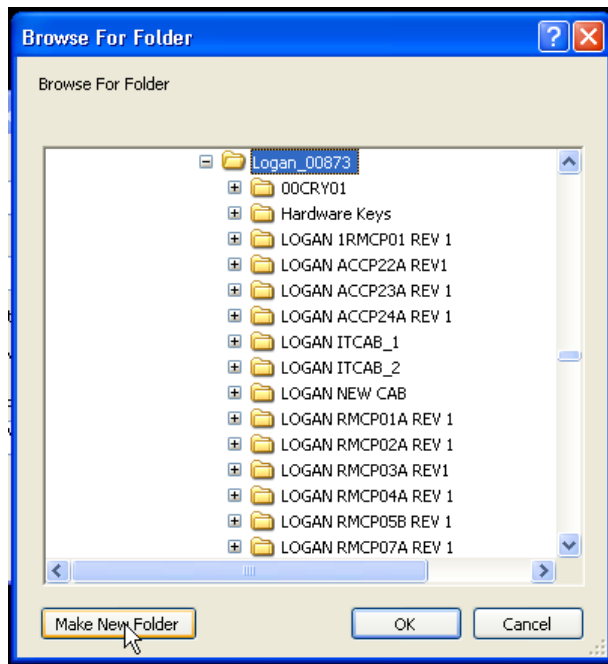 Browse For Folder
Browse For Folder
Logan_00873
00CRY01
Hardware Keys
LOGAN 1RMCP01 REV 1
LOGAN ACCP22A REV1
LOGAN ACCP23A REV 1
LOGAN ACCP24A REV 1
LOGAN ITCAB_1
LOGAN ITCAB_2
LOGAN NEW CAB
LOGAN RMCP01A REV 1
LOGAN RMCP02A REV 1
LOGAN RMCP03A REV1
LOGAN RMCP04A REV 1
LOGAN RMCP05B REV 1
LOGAN RMCP07A REV 1
Make New Folder OK Cancel